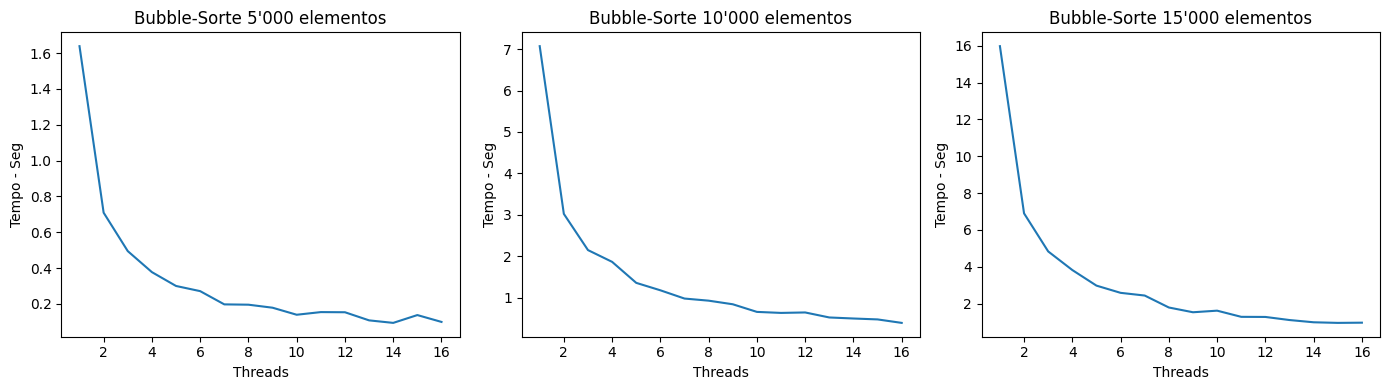 Bubble-Sorte 5'000 elementos
1.6
1.4
1.2
1.0
0.8
0.6
0.4
0.2
Tempo - Seg
2 4 6 8 10 12 14 16
Threads
Bubble-Sorte 10'000 elementos
7
6
5
4
3
2
1
Tempo - Seg
2 4 6 8 10 12 14 16
Threads
Bubble-Sorte 15'000 elementos
16
14
12
10
8
6
4
2
Tempo - Seg
2 4 6 8 10 12 14 16
Threads